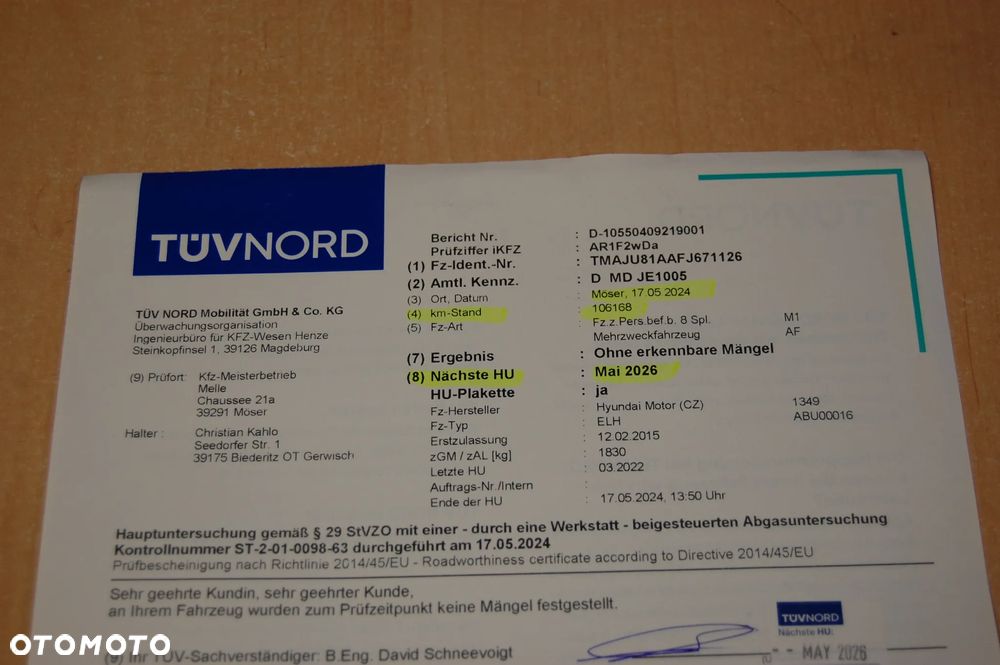 TÜVNORD
TÜV NORD Mobilität GmbH & Co. KG
Überwachungsorganisation
Ingenieurbüro für KFZ-Wesen Henze
Steinkopfinsel 1, 39126 Magdeburg
(9) Prüfort: Kfz-Meisterbetrieb
Melle
Chaussee 21a
39291 Möser
Halter : Christian Kahlo
Seedorfer Str. 1
39175 Biederitz OT Gerwisch
Bericht Nr. : D-10550409219001
Prüfziffer iKFZ : AR1F2wDa
(1) Fz-Ident.-Nr. : TMAJU81AAFJ671126
(2) Amtl. Kennz. : D MD JE1005
(3) Ort, Datum : Möser, 17.05.2024
(4) km-Stand : 106168
(5) Fz-Art : Fz.z.Pers.bef.b. 8 Spl. M1
Mehrzweckfahrzeug AF
(7) Ergebnis : Ohne erkennbare Mängel
(8) Nächste HU : Mai 2026
HU-Plakette : ja
Fz-Hersteller : Hyundai Motor (CZ) 1349
Fz-Typ : ELH ABU00016
Erstzulassung : 12.02.2015
zGM / zAL [kg] : 1830
Letzte HU : 03.2022
Auftrags-Nr./Intern :
Ende der HU : 17.05.2024, 13:50 Uhr
Hauptuntersuchung gemäß § 29 StVZO mit einer - durch eine Werkstatt - beigesteuerten Abgasuntersuchung
Kontrollnummer ST-2-01-0098-63 durchgeführt am 17.05.2024
Prüfbescheinigung nach Richtlinie 2014/45/EU - Roadworthiness certificate according to Directive 2014/45/EU
Sehr geehrte Kundin, sehr geehrter Kunde,
an Ihrem Fahrzeug wurden zum Prüfzeitpunkt keine Mängel festgestellt.
TÜVNORD
Nächste HU:
MAY 2026
(9) Ihr TÜV-Sachverständiger: B.Eng. David Schneevoigt
OTOMOTO